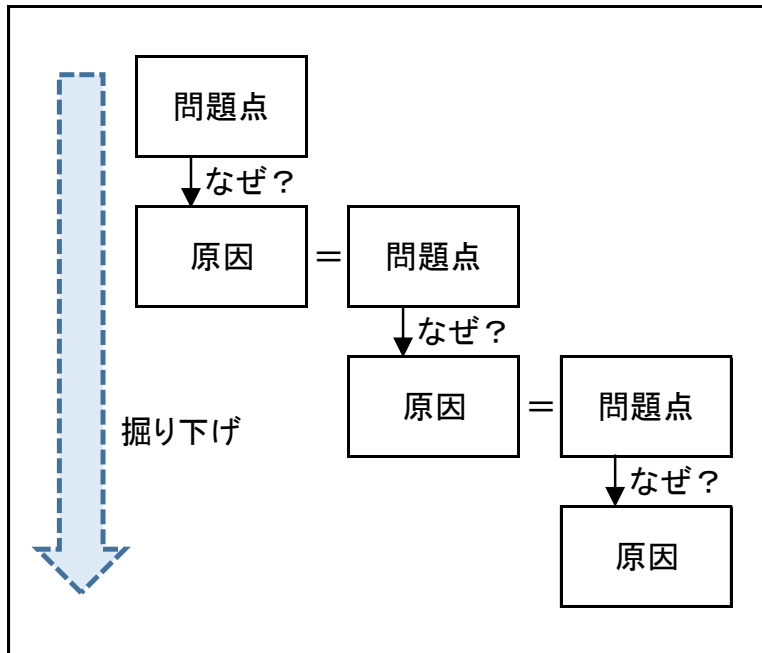 問題点
なぜ？
原因 ＝ 問題点
なぜ？
原因 ＝ 問題点
掘り下げ
なぜ？
原因